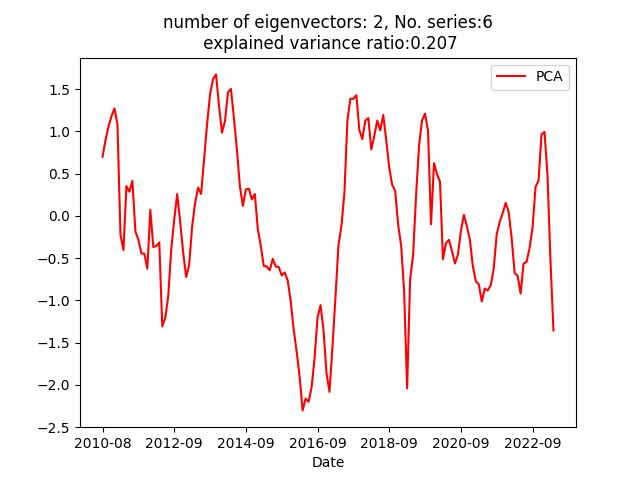 number of eigenvectors: 2, No. series:6
explained variance ratio:0.207
PCA
1.5
1.0
0.5
0.0
−0.5
−1.0
−1.5
−2.0
−2.5
2010-08 2012-09 2014-09 2016-09 2018-09 2020-09 2022-09
Date